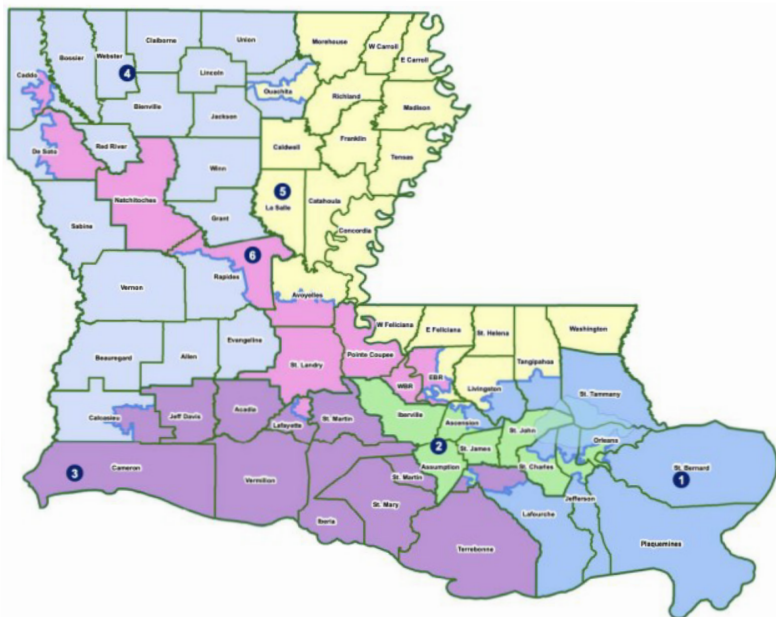 Claiborne
Union
Morehouse
W Carroll
E Carroll
Bossier
Webster
Caddo
4
Lincoln
Ouachita
Richland
Madison
Bienville
Jackson
De Soto
Red River
Caldwell
Franklin
Tensas
Winn
Natchitoches
5
La Salle
Catahoula
Sabine
Grant
Concordia
6
Rapides
Vernon
Avoyelles
W Feliciana
E Feliciana
St. Helena
Washington
Beauregard
Allen
Evangeline
St. Landry
Pointe Coupee
Tangipahoa
WBR
EBR
Livingston
St. Tammany
Calcasieu
Jeff Davis
Acadia
Lafayette
St. Martin
Iberville
Ascension
St. John
Orleans
2
St. James
Assumption
St. Charles
3
Cameron
Vermilion
St. Martin
St. Mary
Iberia
Terrebonne
Lafourche
Jefferson
St. Bernard
1
Plaquemines